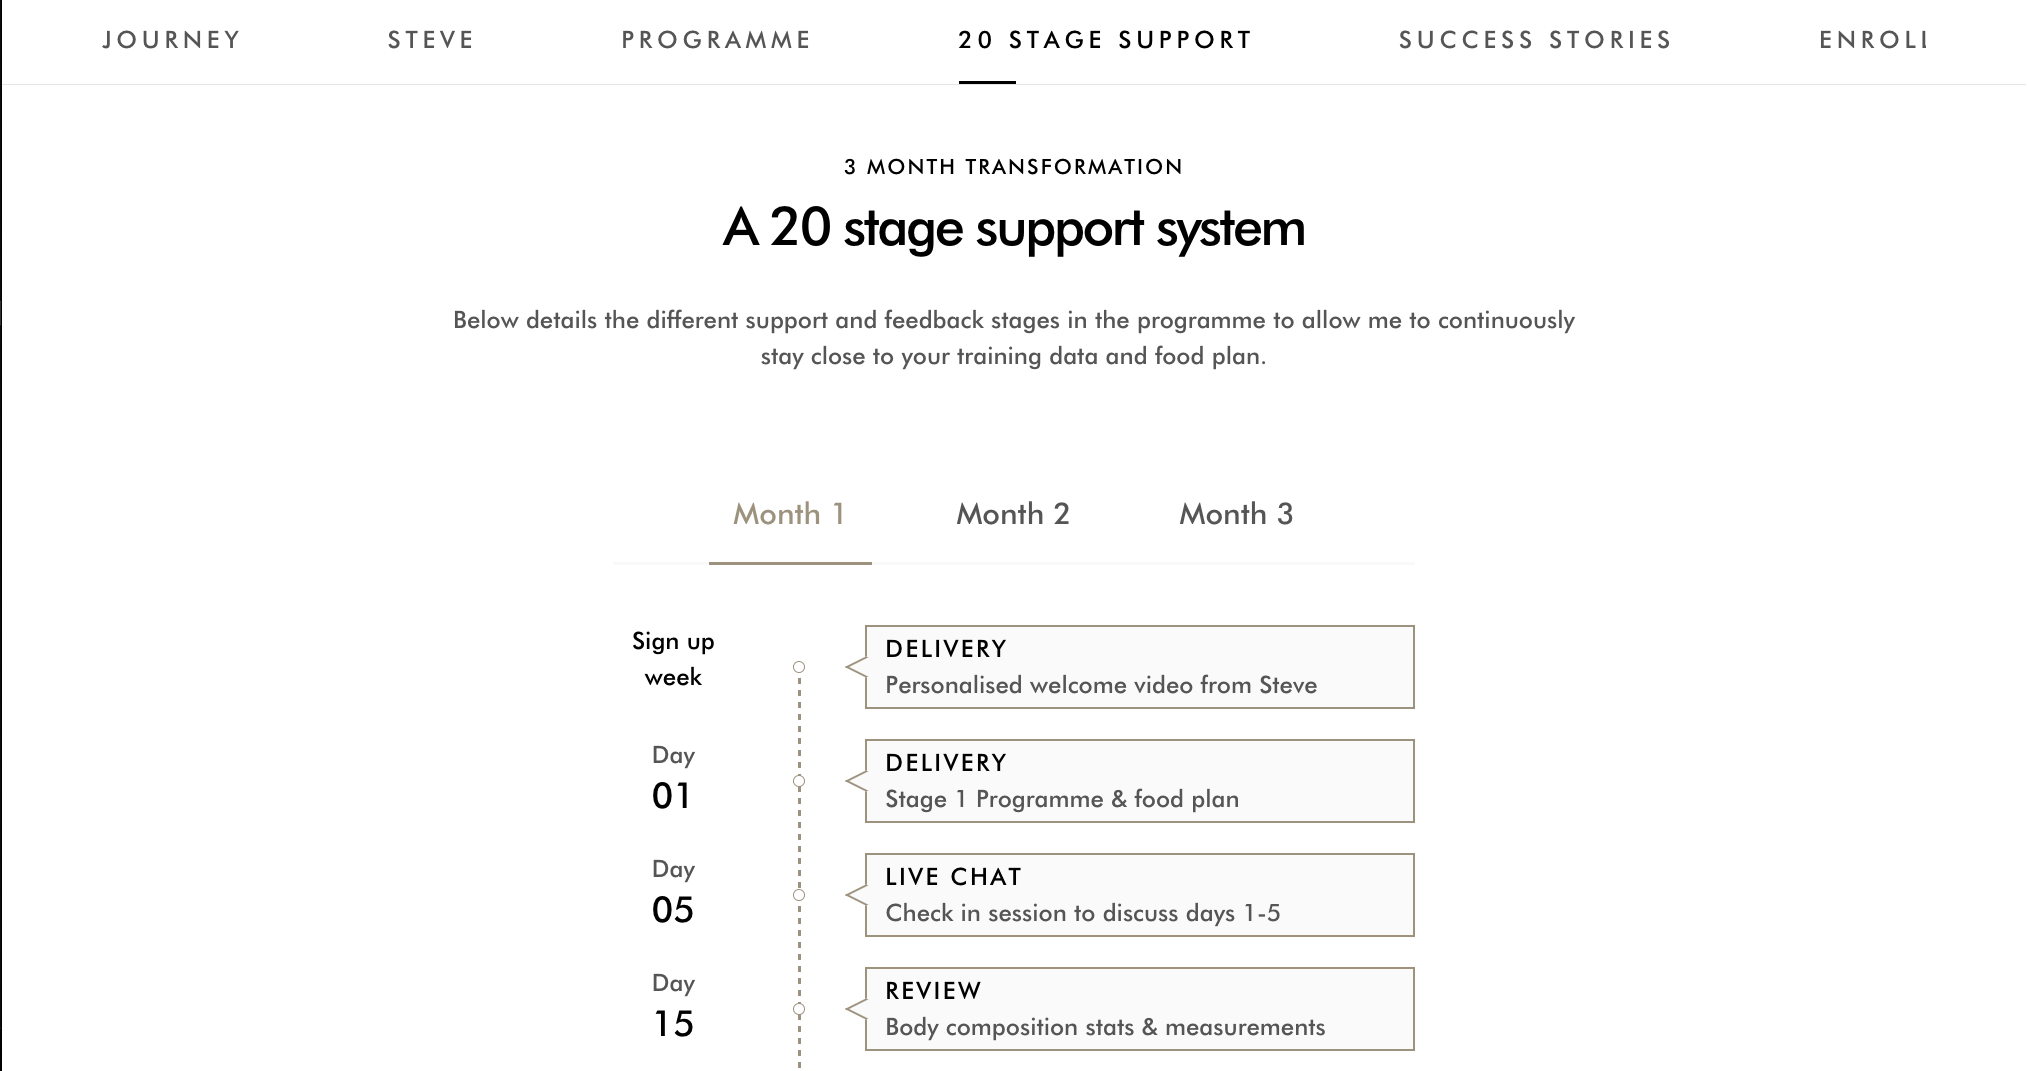 JOURNEY STEVE PROGRAMME 20 STAGE SUPPORT SUCCESS STORIES
3 MONTH TRANSFORMATION
A 20 stage support system
Below details the different support and feedback stages in the programme to allow me to continuously
stay close to your training data and food plan.
Month 1 Month 2 Month 3
Sign up
week
DELIVERY
Personalised welcome video from Steve
Day
01
DELIVERY
Stage 1 Programme & food plan
Day
05
LIVE CHAT
Check in session to discuss days 1-5
Day
15
REVIEW
Body composition stats & measurements